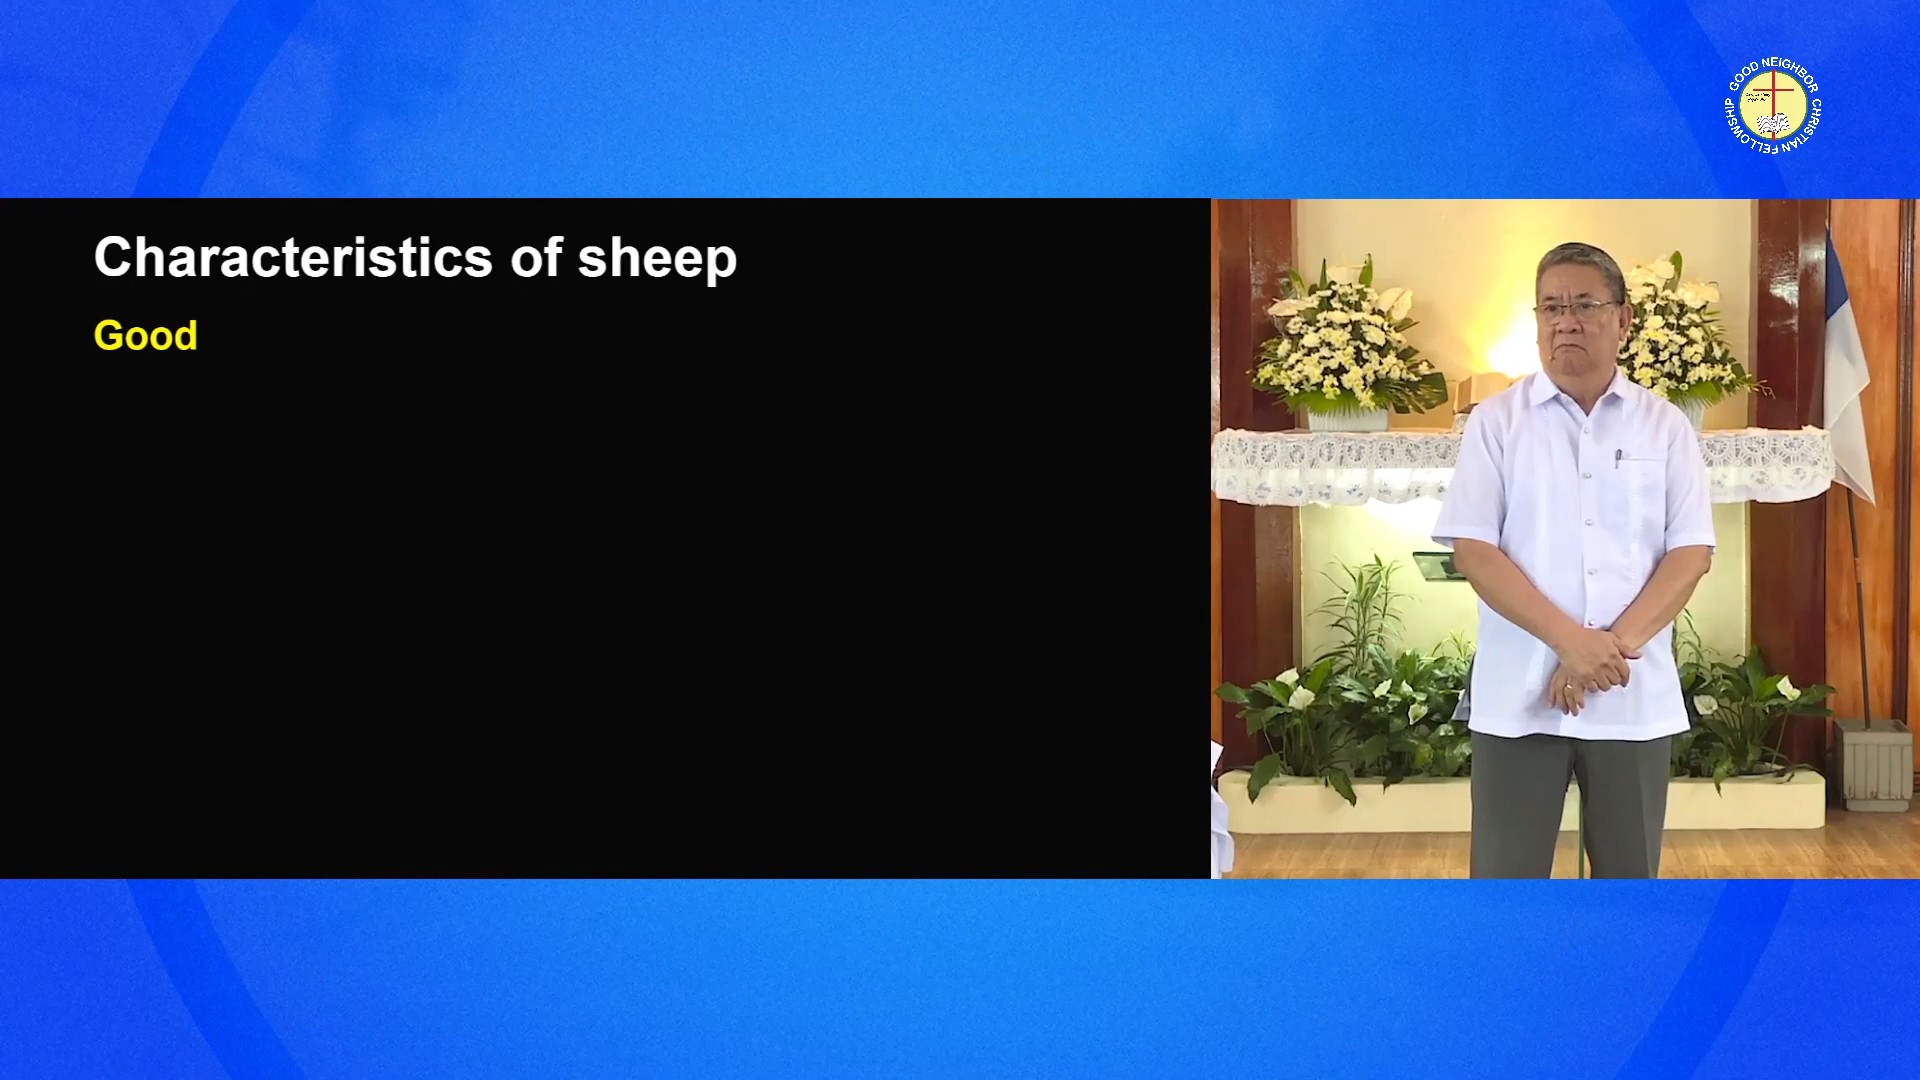 GOOD NEIGHBOR CHRISTIAN FELLOWSHIP
Characteristics of sheep
Good